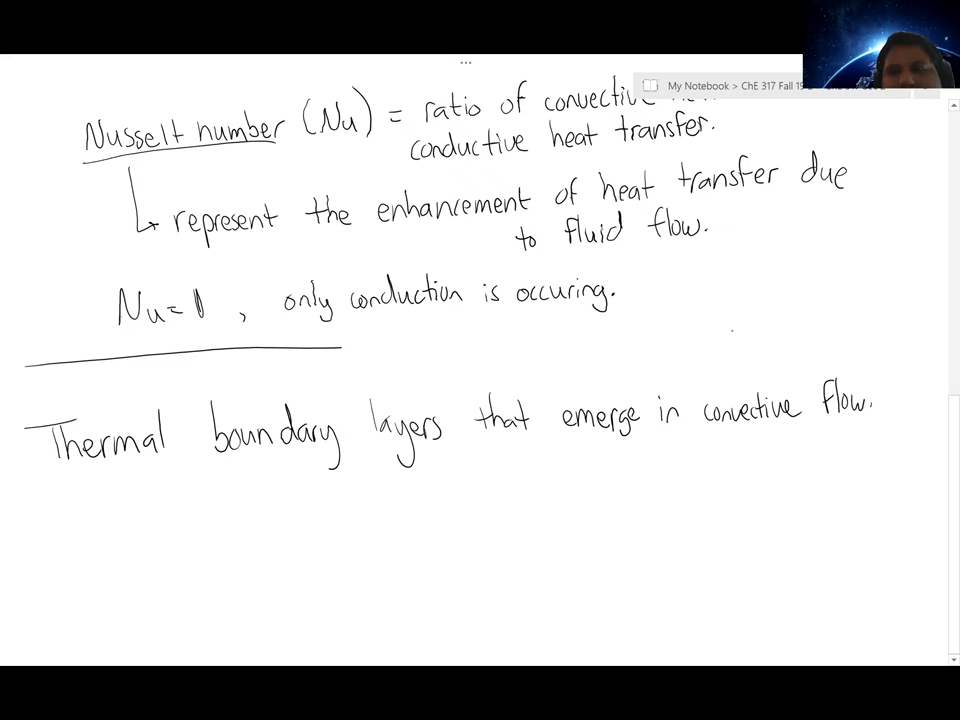 ...
My Notebook > ChE 317 Fall 19
Nusselt number (Nu) = ratio of convective
conductive heat transfer.
represent the enhancement of heat transfer due
to fluid flow.
Nu=1 , only conduction is occuring.
Thermal boundary layers that emerge in convective flow.